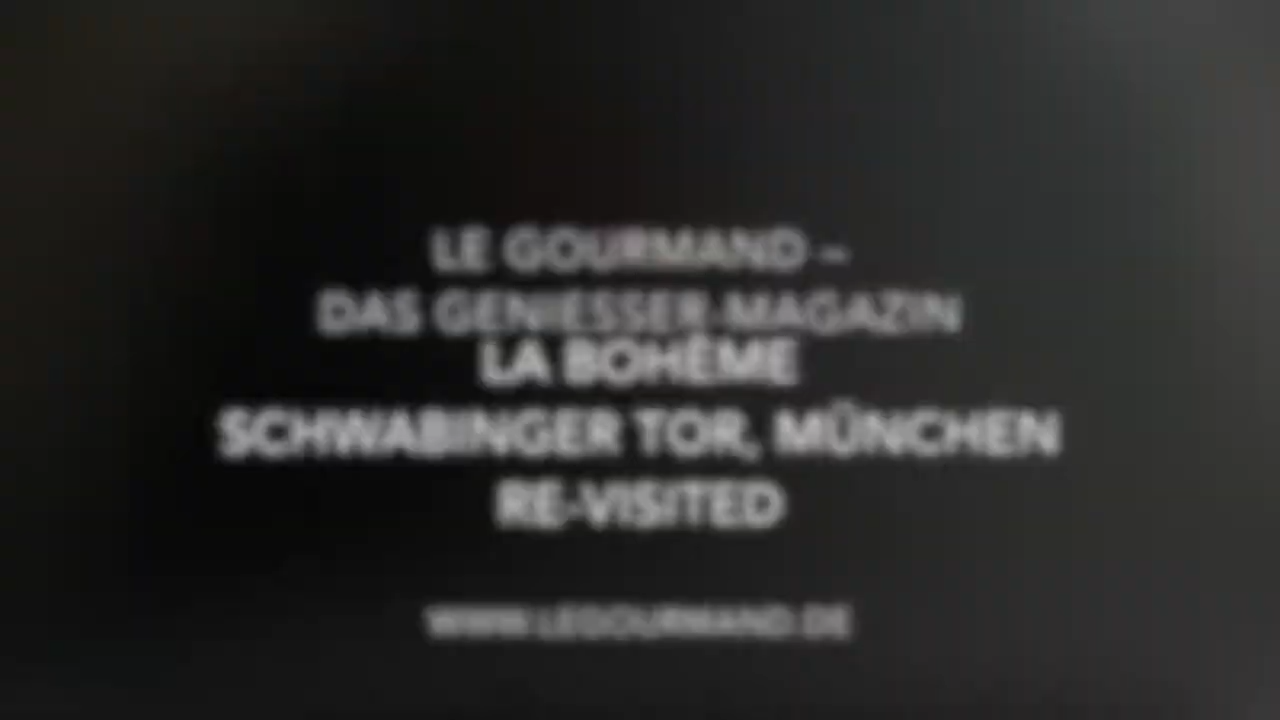 LE GOURMAND –
DAS GENIESSER-MAGAZIN
LA BOHÈME
SCHWABINGER TOR, MÜNCHEN
RE-VISITED
WWW.LEGOURMAND.DE